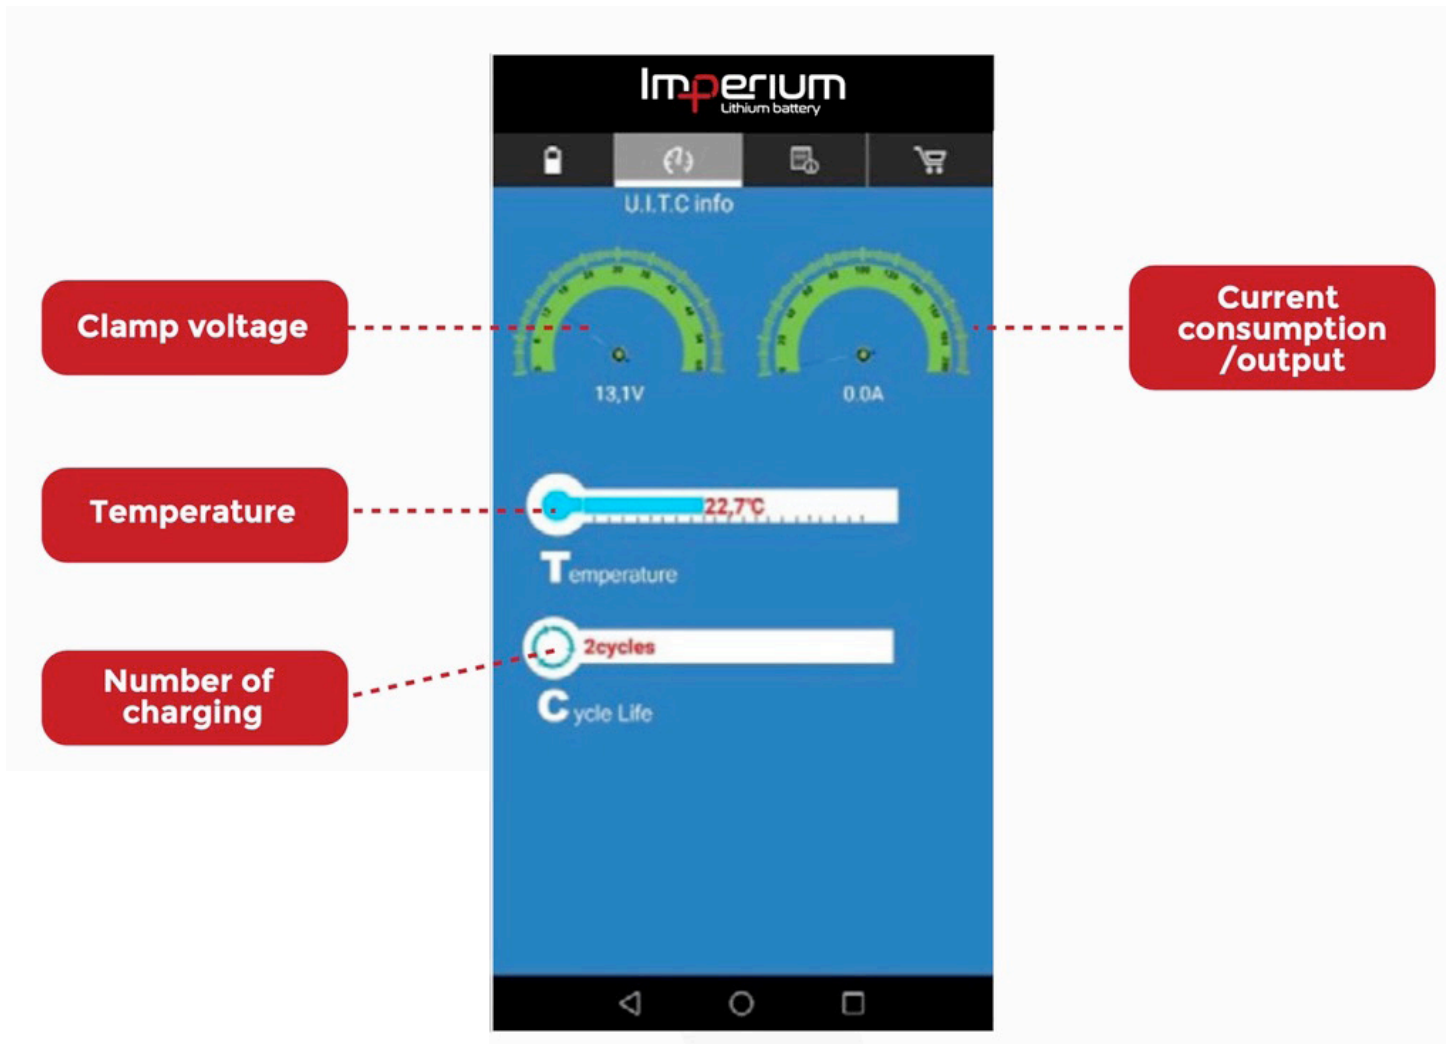 Imperium
Lithium battery
U.I.T.C info
Clamp voltage
Current
consumption
/output
13,1V
0.0A
Temperature
22,7°C
Temperature
Number of
charging
2cycles
Cycle Life